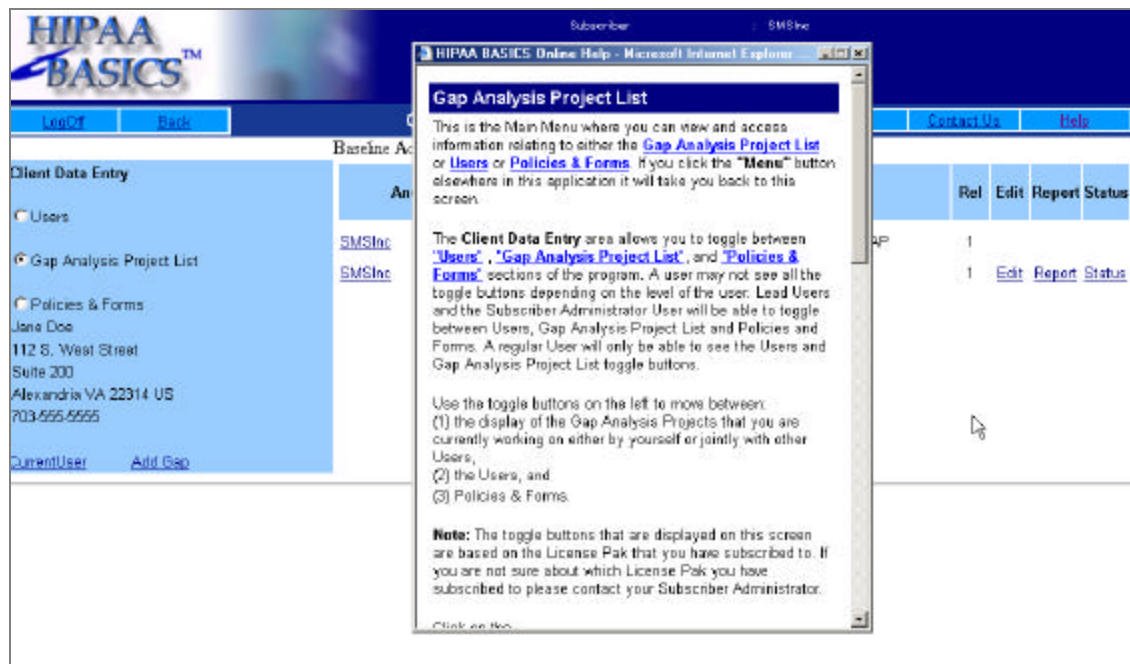 HIPAA
BASICS™
Subscriber : SMSInc
HIPAA BASICS Online Help - Microsoft Internet Explorer
LogOff Back Contact Us Help
Gap Analysis Project List
This is the Main Menu where you can view and access
information relating to either the Gap Analysis Project List
or Users or Policies & Forms. If you click the "Menu" button
elsewhere in this application it will take you back to this
screen.
The Client Data Entry area allows you to toggle between
"Users" , "Gap Analysis Project List", and "Policies &
Forms" sections of the program. A user may not see all the
toggle buttons depending on the level of the user. Lead Users
and the Subscriber Administrator User will be able to toggle
between Users, Gap Analysis Project List and Policies and
Forms. A regular User will only be able to see the Users and
Gap Analysis Project List toggle buttons.
Use the toggle buttons on the left to move between:
(1) the display of the Gap Analysis Projects that you are
currently working on either by yourself or jointly with other
Users,
(2) the Users, and
(3) Policies & Forms.
Note: The toggle buttons that are displayed on this screen
are based on the License Pak that you have subscribed to. If
you are not sure about which License Pak you have
subscribed to please contact your Subscriber Administrator.
Click on the
Client Data Entry
Users
Gap Analysis Project List
Policies & Forms
Jane Doe
112 S. West Street
Suite 200
Alexandria VA 22314 US
703-555-5555
CurrentUser Add Gap
Baseline
Rel Edit Report Status
SMSInc AP 1
SMSInc 1 Edit Report Status